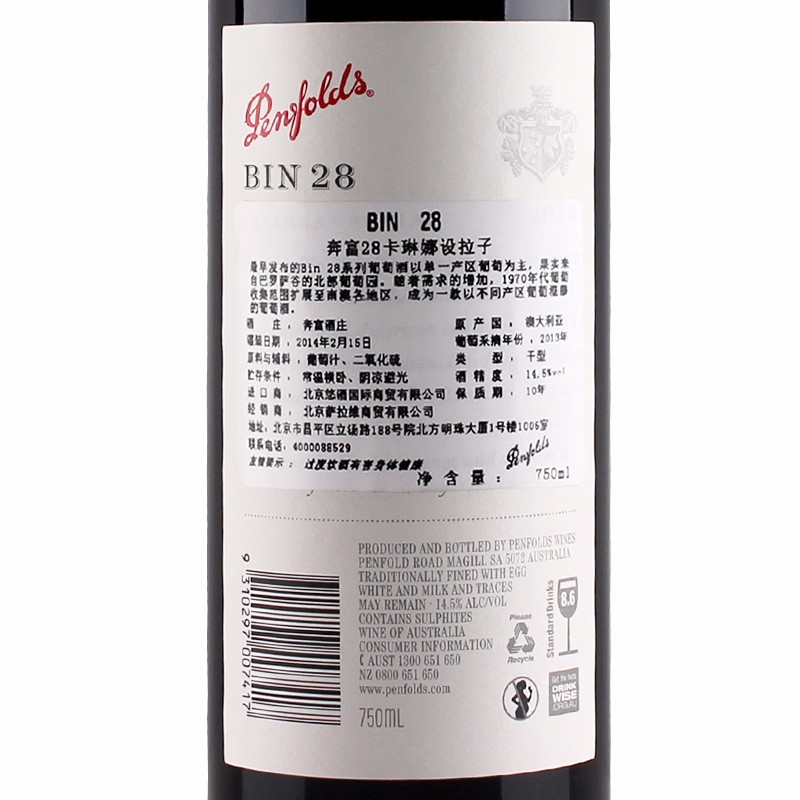 Penfolds®
BIN 28
BIN 28
奔富28卡琳娜设拉子
最早发布的Bin 28系列葡萄酒以单一产区葡萄为主，果实来
自巴罗萨谷的北部葡萄园。随着需求的增加，1970年代葡萄
收集范围扩展至南澳各地区，成为一款以不同产区葡萄混酿
的葡萄酒。
酒 庄： 奔富酒庄 原 产 国： 澳大利亚
灌装日期：2014年2月15日 葡萄采摘年份：2013年
原料与辅料：葡萄汁、二氧化硫 类 型： 干型
贮存条件： 常温横卧、阴凉避光 酒 精 度： 14.5%vol
进 口 商： 北京悠酒国际商贸有限公司 保 质 期： 10年
经 销 商： 北京萨拉维商贸有限公司
地址：北京市昌平区立汤路188号院北方明珠大厦1号楼1006室
联系电话：4000088529
友情提示： 过度饮酒有害身体健康
净 含 量： 750ml
Penfolds
PRODUCED AND BOTTLED BY PENFOLDS WINES
PENFOLD ROAD MAGILL SA 5072 AUSTRALIA
TRADITIONALLY FINED WITH EGG
WHITE AND MILK AND TRACES
MAY REMAIN · 14.5% ALC/VOL
CONTAINS SULPHITES
WINE OF AUSTRALIA
CONSUMER INFORMATION
AUST 1300 651 650
NZ 0800 651 650
www.penfolds.com
750ML
9310297007417
Please
Recycle
Standard Drinks
8.6
Get the facts
DRINK
WISE
.ORG.AU